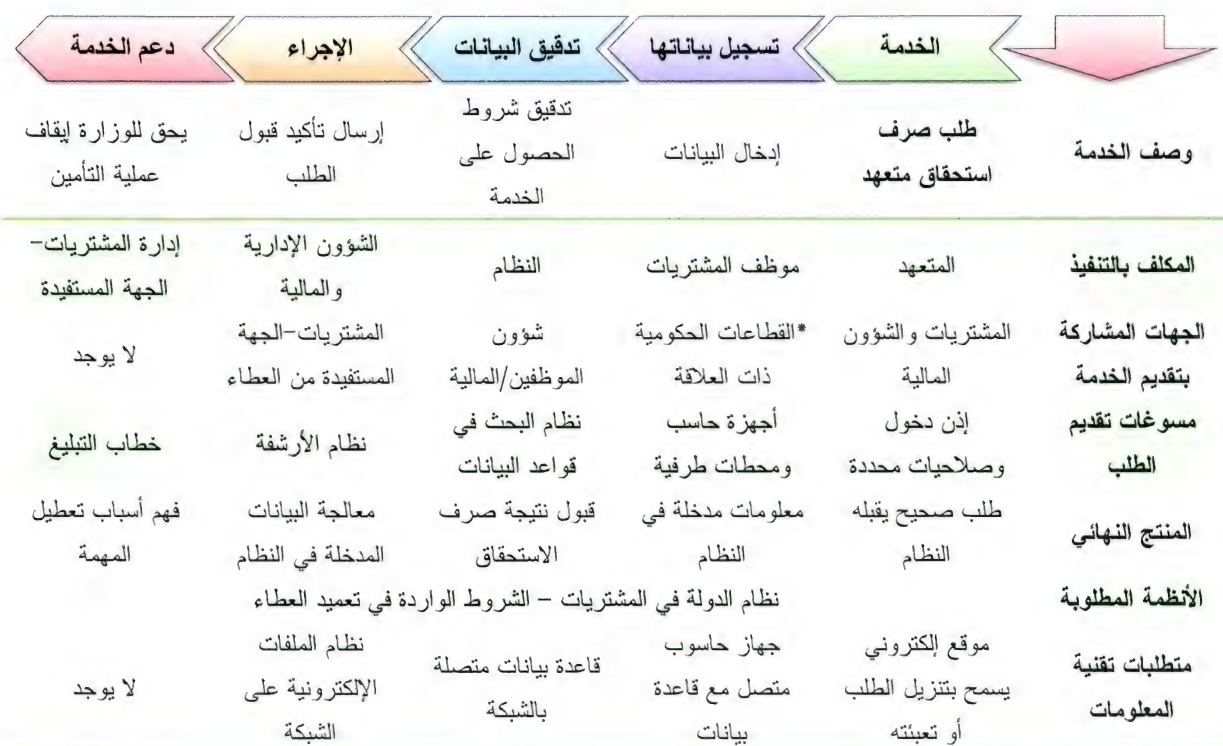 الخدمة
تسجيل بياناتها
تدقيق البيانات
الإجراء
دعم الخدمة
وصف الخدمة
طلب صرف
استحقاق متعهد
إدخال البيانات
تدقيق شروط
الحصول على
الخدمة
إرسال تأكيد قبول
الطلب
يحق للوزارة إيقاف
عملية التأمين
المكلف بالتنفيذ
المتعهد
موظف المشتريات
النظام
الشؤون الإدارية
والمالية
إدارة المشتريات–
الجهة المستفيدة
الجهات المشاركة
بتقديم الخدمة
المشتريات والشؤون
المالية
*القطاعات الحكومية
ذات العلاقة
شؤون
الموظفين/المالية
المشتريات–الجهة
المستفيدة من العطاء
لا يوجد
مسوغات تقديم
الطلب
إذن دخول
وصلاحيات محددة
أجهزة حاسب
ومحطات طرفية
نظام البحث في
قواعد البيانات
نظام الأرشفة
خطاب التبليغ
المنتج النهائي
طلب صحيح يقبله
النظام
معلومات مدخلة في
النظام
قبول نتيجة صرف
الاستحقاق
معالجة البيانات
المدخلة في النظام
فهم أسباب تعطيل
المهمة
الأنظمة المطلوبة
نظام الدولة في المشتريات – الشروط الواردة في تعميد العطاء
متطلبات تقنية
المعلومات
موقع إلكتروني
يسمح بتنزيل الطلب
أو تعبئته
جهاز حاسوب
متصل مع قاعدة
بيانات
قاعدة بيانات متصلة
بالشبكة
نظام الملفات
الإلكترونية على
الشبكة
لا يوجد